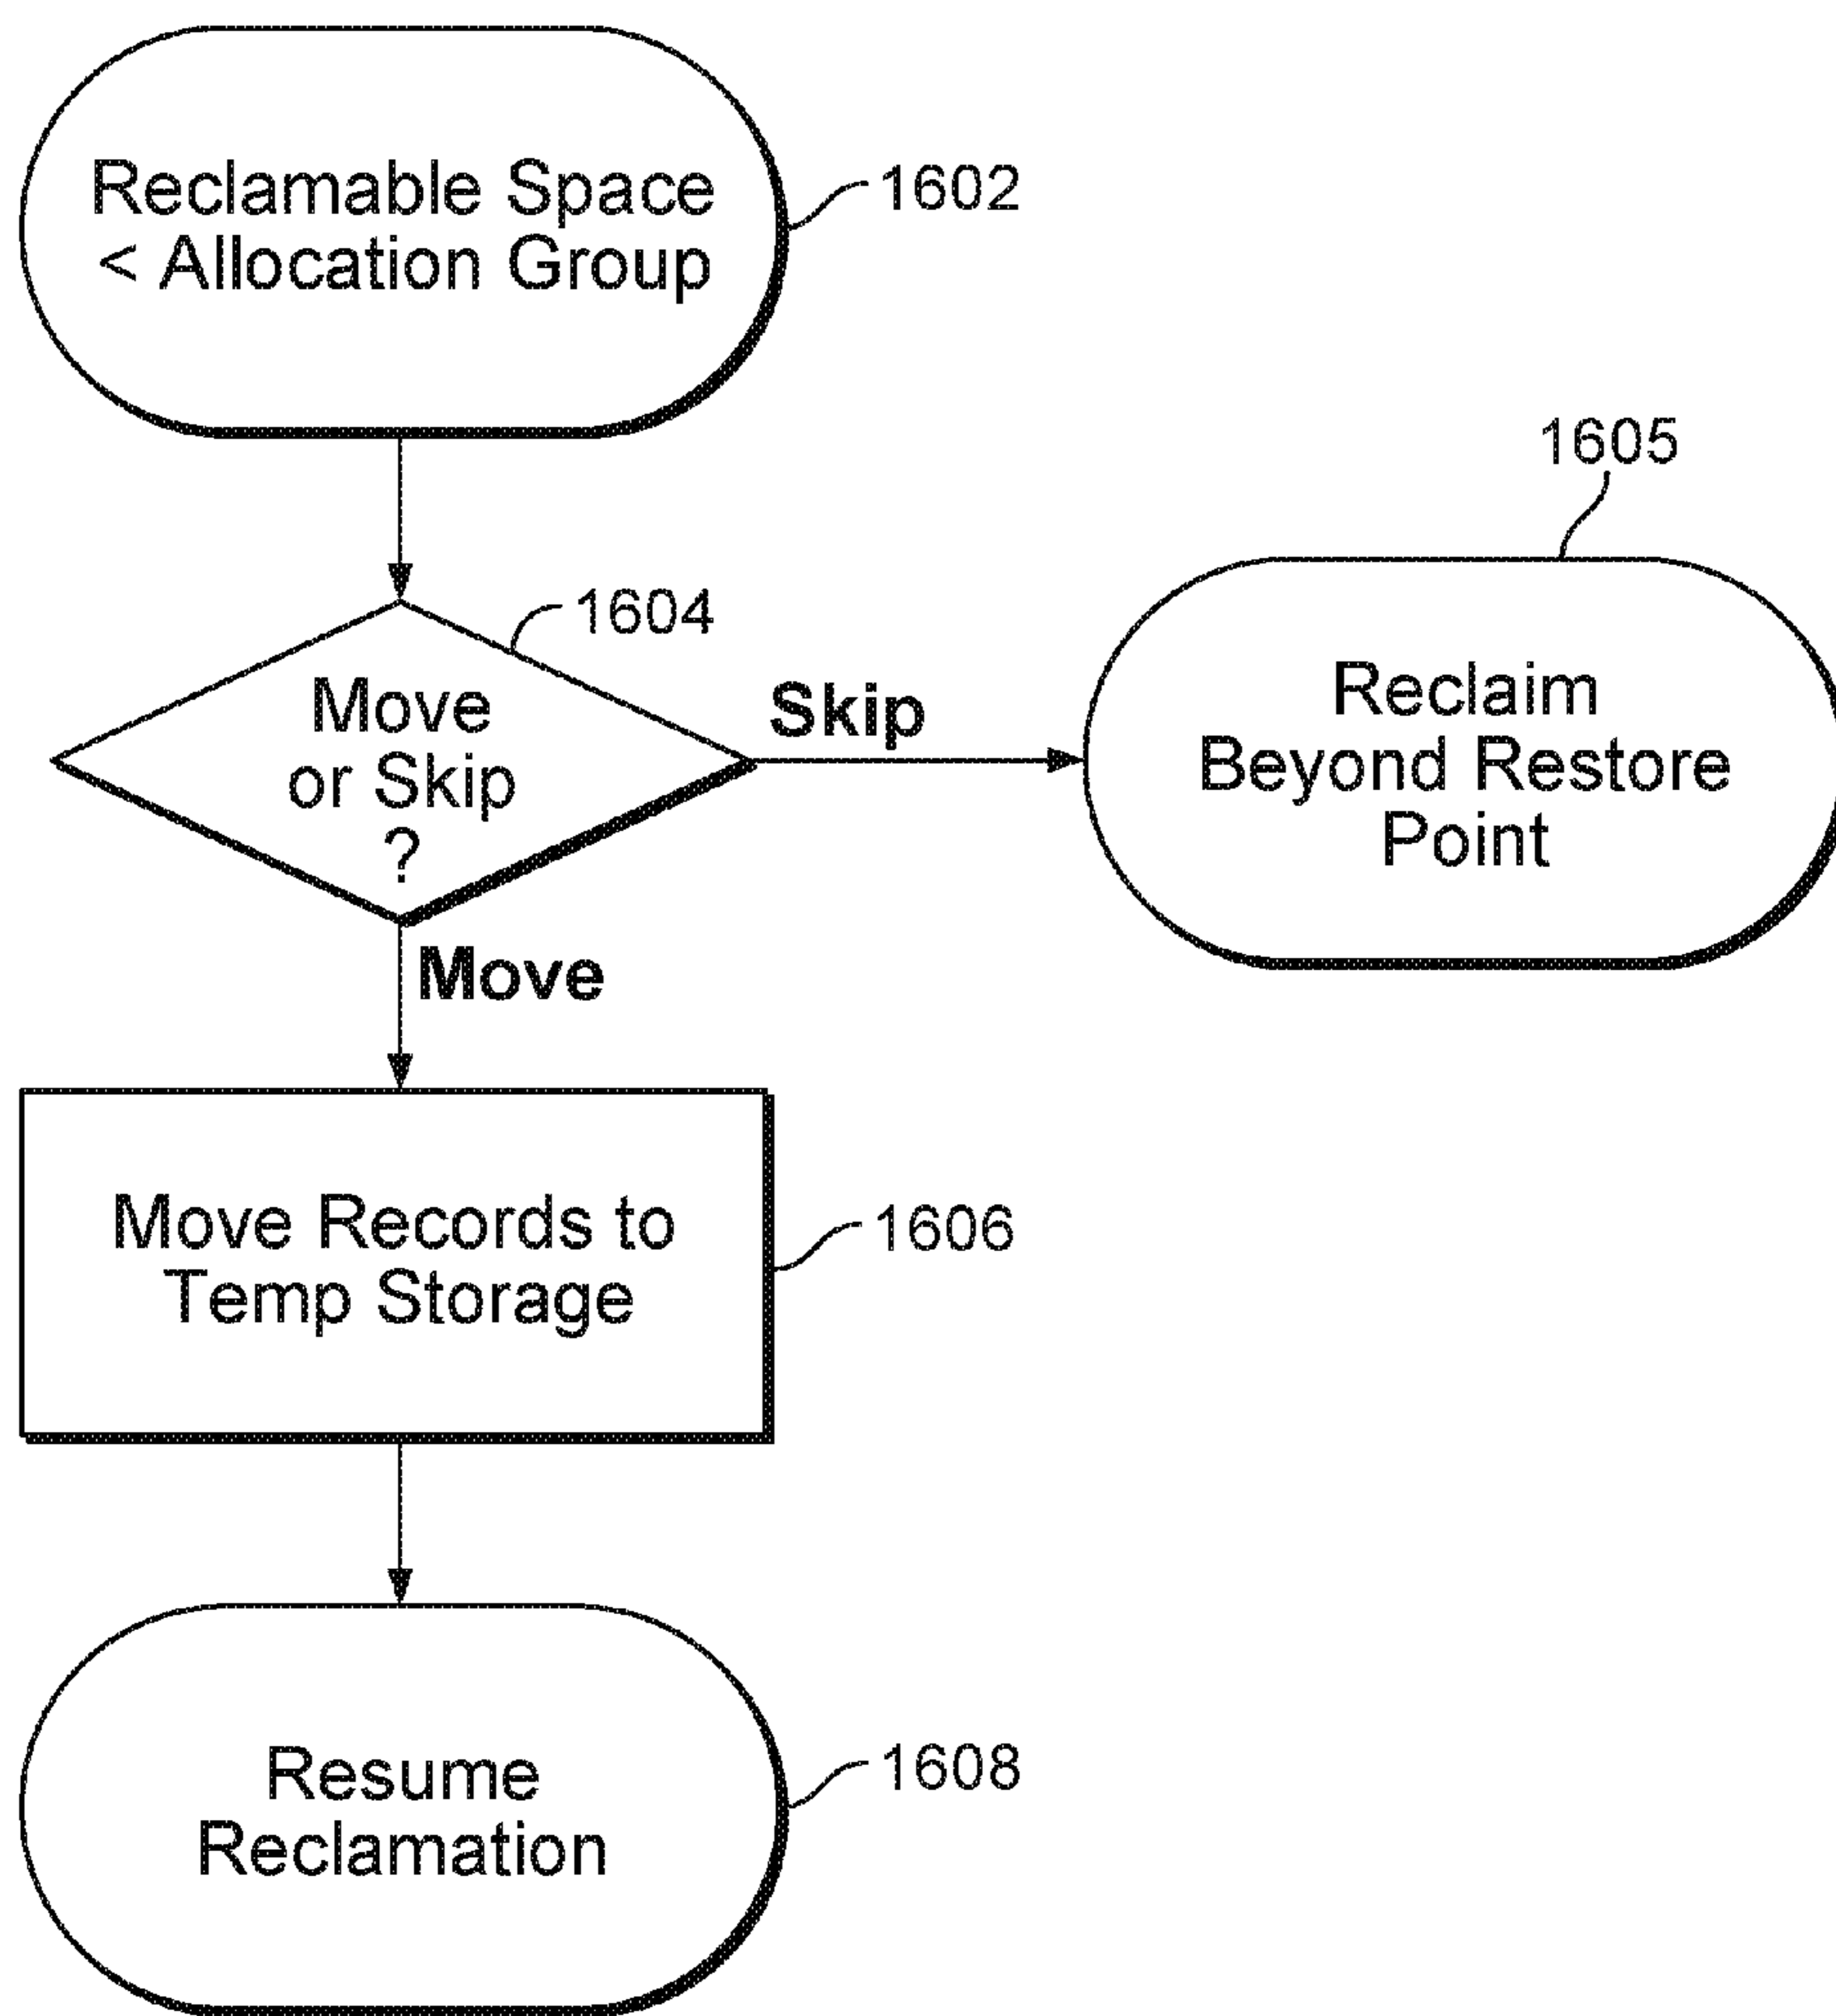 Reclamable Space
< Allocation Group
1602
1605
1604
Move
or Skip
?
Skip
Reclaim
Beyond Restore
Point
Move
Move Records to
Temp Storage
1606
Resume
Reclamation
1608